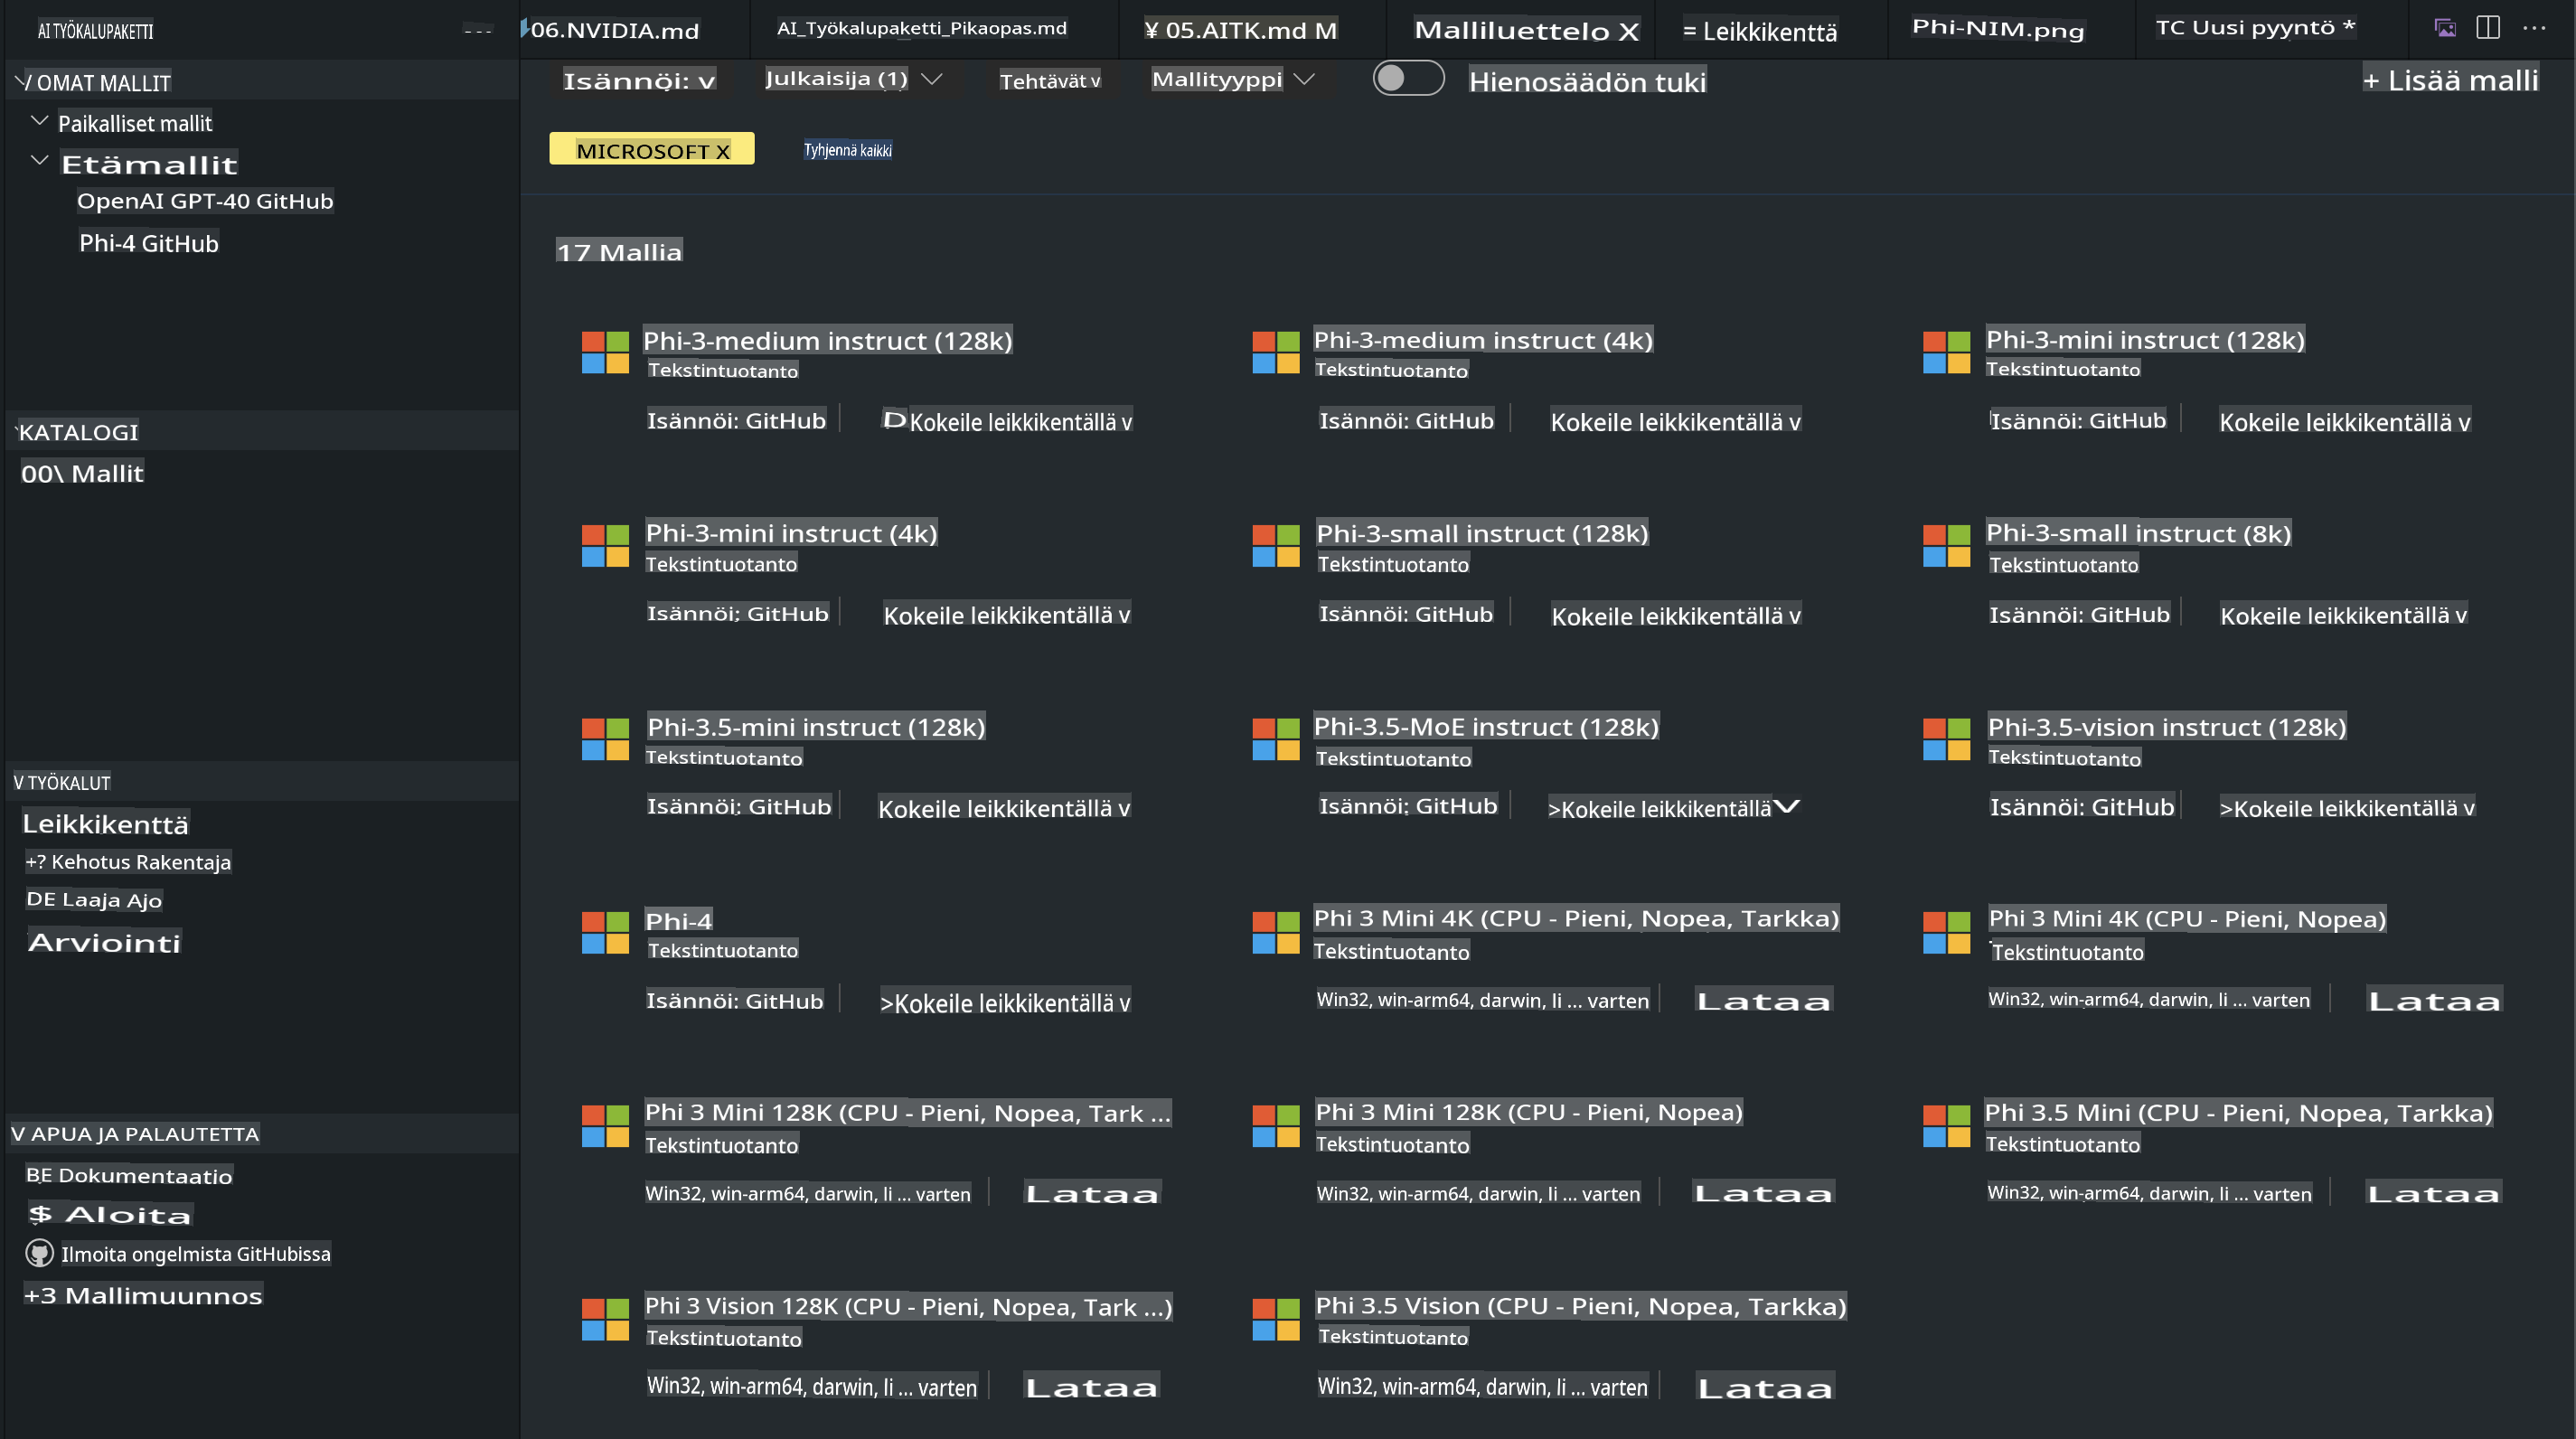 AI TYÖKALUPAKETTI
06.NVIDIA.md
AI_Työkalupaketti_Pikaopas.md
¥ 05.AITK.md M
Malliluettelo X
= Leikkikenttä
Phi-NIM.png
TC Uusi pyyntö *
V OMAT MALLIT
Paikalliset mallit
Etämallit
OpenAI GPT-40 GitHub
Phi-4 GitHub
KATALOGI
00\ Mallit
V TYÖKALUT
Leikkikenttä
+? Kehotus Rakentaja
DE Laaja Ajo
Arviointi
V APUA JA PALAUTETTA
BE Dokumentaatio
$ Aloita
Ilmoita ongelmista GitHubissa
+3 Mallimuunnos
Isännöi: v
Julkaisija (1)
Tehtävät v
Mallityyppi
Hienosäädön tuki
+ Lisää malli
MICROSOFT X
Tyhjennä kaikki
17 Mallia
Phi-3-medium instruct (128k)
Tekstintuotanto
Isännöi: GitHub
D Kokeile leikkikentällä v
Phi-3-medium instruct (4k)
Tekstintuotanto
Isännöi: GitHub
Kokeile leikkikentällä v
Phi-3-mini instruct (128k)
Tekstintuotanto
Isännöi: GitHub
Kokeile leikkikentällä v
Phi-3-mini instruct (4k)
Tekstintuotanto
Isännöi; GitHub
Kokeile leikkikentällä v
Phi-3-small instruct (128k)
Tekstintuotanto
Isännöi: GitHub
Kokeile leikkikentällä v
Phi-3-small instruct (8k)
Tekstintuotanto
Isännöi: GitHub
Kokeile leikkikentällä v
Phi-3.5-mini instruct (128k)
Tekstintuotanto
Isännöi: GitHub
Kokeile leikkikentällä v
Phi-3.5-MoE instruct (128k)
Tekstintuotanto
Isännöi: GitHub
>Kokeile leikkikentällä
Phi-3.5-vision instruct (128k)
Tekstintuotanto
Isännöi: GitHub
>Kokeile leikkikentällä v
Phi-4
Tekstintuotanto
Isännöi: GitHub
>Kokeile leikkikentällä v
Phi 3 Mini 4K (CPU - Pieni, Nopea, Tarkka)
Tekstintuotanto
Win32, win-arm64, darwin, li ... varten
Lataa
Phi 3 Mini 4K (CPU - Pieni, Nopea)
Tekstintuotanto
Win32, win-arm64, darwin, li ... varten
Lataa
Phi 3 Mini 128K (CPU - Pieni, Nopea, Tark ...
Tekstintuotanto
Win32, win-arm64, darwin, li ... varten
Lataa
Phi 3 Mini 128K (CPU - Pieni, Nopea)
Tekstintuotanto
Win32, win-arm64, darwin, li ... varten
Lataa
Phi 3.5 Mini (CPU - Pieni, Nopea, Tarkka)
Tekstintuotanto
Win32, win-arm64, darwin, li ... varten
Lataa
Phi 3 Vision 128K (CPU - Pieni, Nopea, Tark ...)
Tekstintuotanto
Win32, win-arm64, darwin, li ... varten
Lataa
Phi 3.5 Vision (CPU - Pieni, Nopea, Tarkka)
Tekstintuotanto
Win32, win-arm64, darwin, li ... varten
Lataa